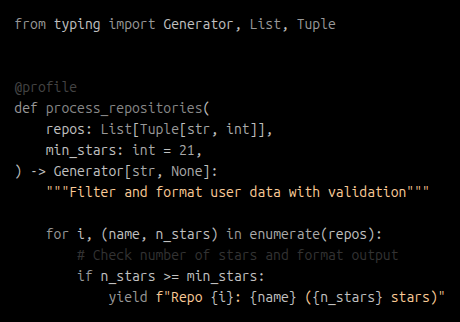 from typing import Generator, List, Tuple
@profile
def process_repositories(
    repos: List[Tuple[str, int]],
    min_stars: int = 21,
) -> Generator[str, None]:
    """Filter and format user data with validation"""
    for i, (name, n_stars) in enumerate(repos):
        # Check number of stars and format output
        if n_stars >= min_stars:
            yield f"Repo {i}: {name} ({n_stars} stars)"